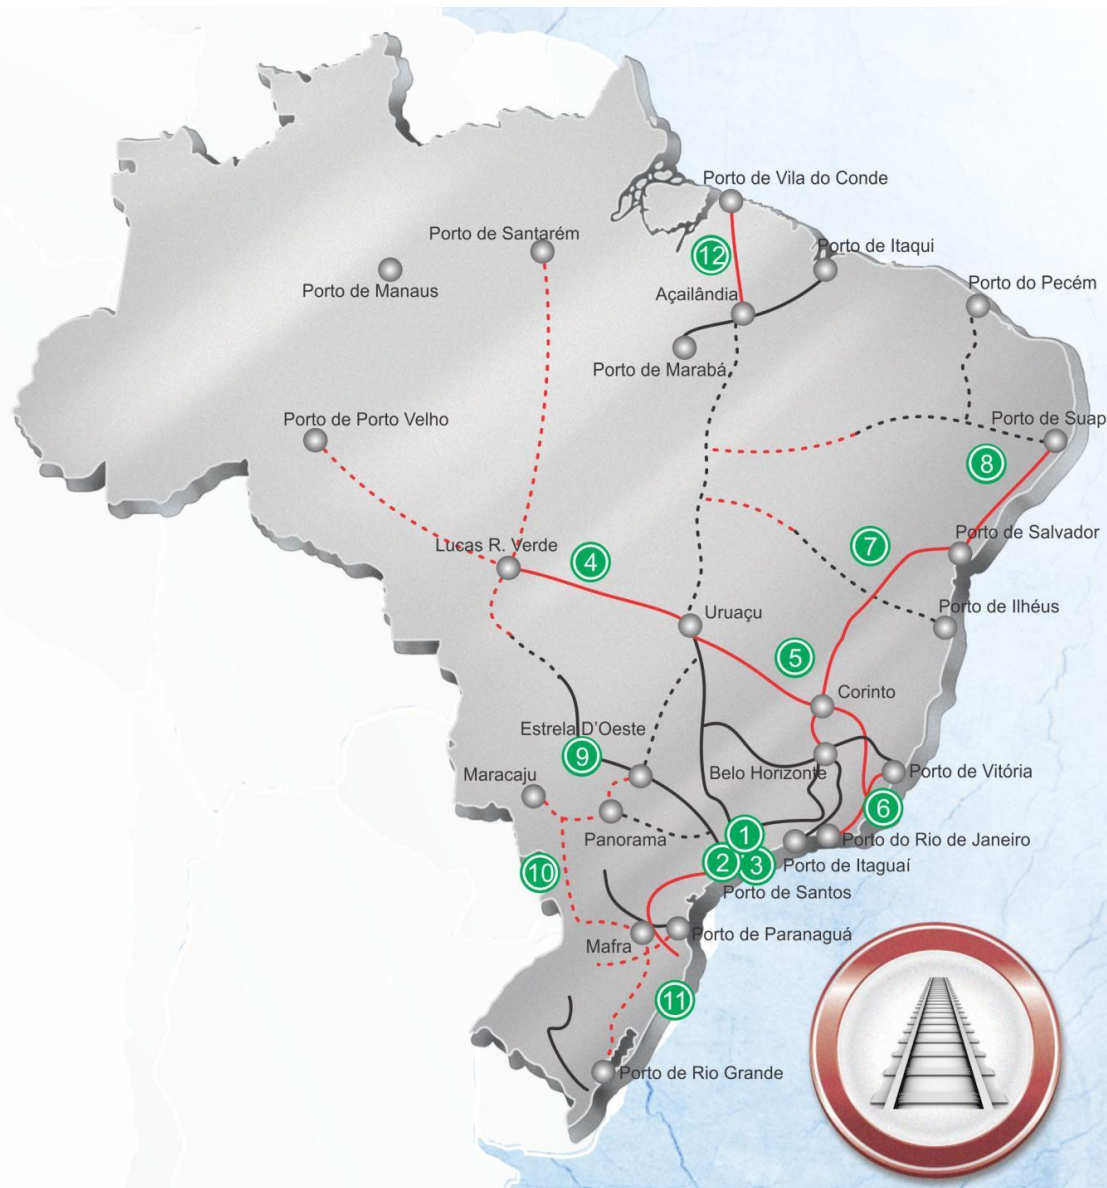 Porto de Vila do Conde
Porto de Santarém
12
Porto de Itaqui
Porto de Manaus
Açailândia
Porto do Pecém
Porto de Marabá
Porto de Porto Velho
Porto de Suap
8
Lucas R. Verde
4
7
Porto de Salvador
Uruaçu
Porto de Ilhéus
5
Corinto
Estrela D'Oeste
9
Maracaju
Belo Horizonte
Porto de Vitória
6
Panorama
1
Porto do Rio de Janeiro
2
3
Porto de Itaguaí
10
Porto de Santos
Mafra
Porto de Paranaguá
11
Porto de Rio Grande